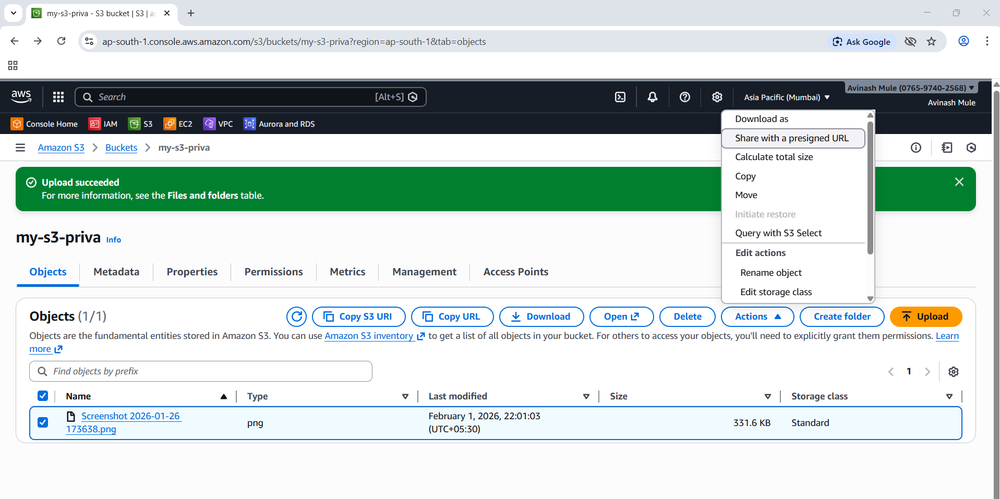 my-s3-priva - S3 bucket | S3 | a
ap-south-1.console.aws.amazon.com/s3/buckets/my-s3-priva?region=ap-south-1&tab=objects
Ask Google
aws
Search
[Alt+S]
Asia Pacific (Mumbai)
Avinash Mule (0765-9740-2568)
Avinash Mule
Console Home
IAM
S3
EC2
VPC
Aurora and RDS
Amazon S3
Buckets
my-s3-priva
Download as
Share with a presigned URL
Calculate total size
Copy
Move
Initiate restore
Query with S3 Select
Edit actions
Rename object
Edit storage class
Upload succeeded
For more information, see the Files and folders table.
my-s3-priva Info
Objects
Metadata
Properties
Permissions
Metrics
Management
Access Points
Objects (1/1)
Copy S3 URI
Copy URL
Download
Open
Delete
Actions
Create folder
Upload
Objects are the fundamental entities stored in Amazon S3. You can use Amazon S3 inventory to get a list of all objects in your bucket. For others to access your objects, you'll need to explicitly grant them permissions. Learn
more
Find objects by prefix
1
Name
Type
Last modified
Size
Storage class
Screenshot 2026-01-26
173638.png
png
February 1, 2026, 22:01:03
(UTC+05:30)
331.6 KB
Standard